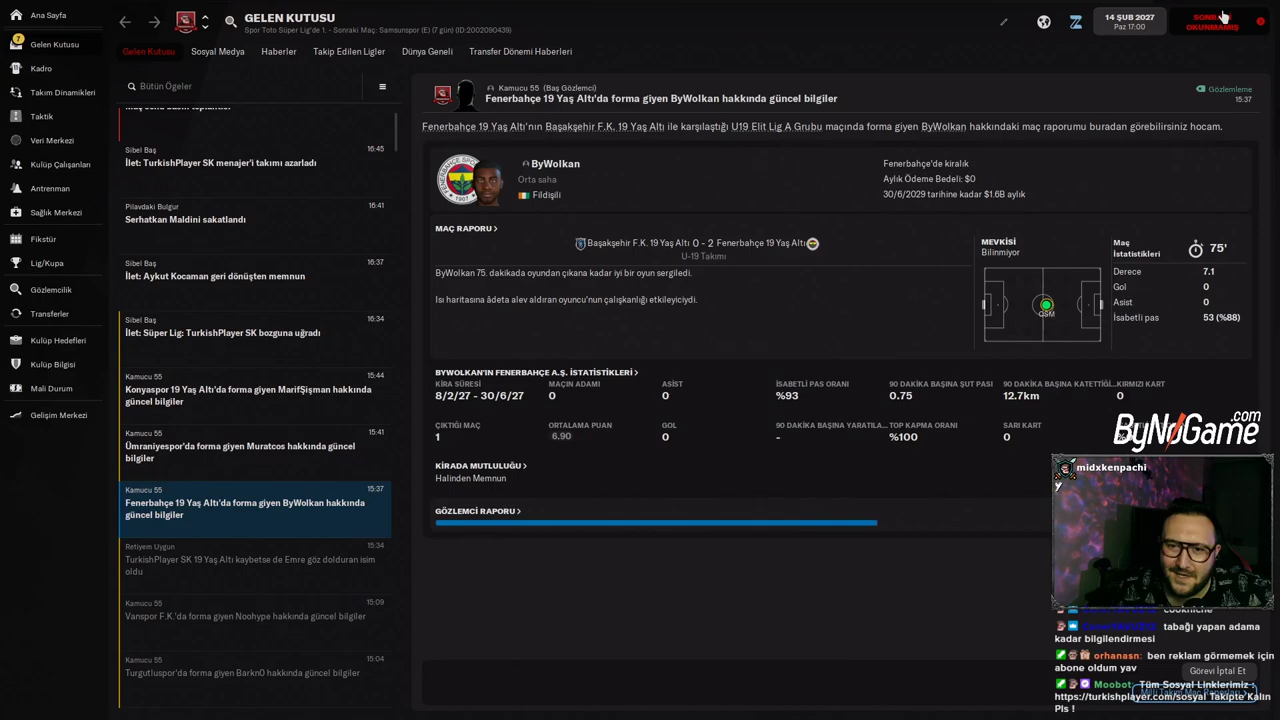 Ana Sayfa
7
Gelen Kutusu
Kadro
Takım Dinamikleri
Taktik
Veri Merkezi
Kulüp Çalışanları
Antrenman
Sağlık Merkezi
Fikstür
Lig/Kupa
Gözlemcilik
Transferler
Kulüp Hedefleri
Kulüp Bilgisi
Mali Durum
Gelişim Merkezi
GELEN KUTUSU
Spor Toto Süper Lig'de 1. - Sonraki Maç: Samsunspor (E) (7 gün) (ID:2002090439)
14 ŞUB 2027
Paz 17:00
OKUNMAMIŞ
Gelen Kutusu
Sosyal Medya
Haberler
Takip Edilen Ligler
Dünya Geneli
Transfer Dönemi Haberleri
Bütün Ögeler
Sibel Baş 16:45
İlet: TurkishPlayer SK menajer'i takımı azarladı
Pilavdaki Bulgur 16:41
Serhatkan Maldini sakatlandı
Sibel Baş 16:37
İlet: Aykut Kocaman geri dönüşten memnun
Sibel Baş 16:34
İlet: Süper Lig: TurkishPlayer SK bozguna uğradı
Kamucu 55 15:44
Konyaspor 19 Yaş Altı'da forma giyen MarifŞişman hakkında
güncel bilgiler
Kamucu 55 15:41
Ümraniyespor'da forma giyen Muratcos hakkında güncel
bilgiler
Kamucu 55 15:37
Fenerbahçe 19 Yaş Altı'da forma giyen ByWolkan hakkında
güncel bilgiler
Retiyem Uygun 15:34
TurkishPlayer SK 19 Yaş Altı kaybetse de Emre göz dolduran isim
oldu
Kamucu 55 15:09
Vanspor F.K.'da forma giyen Noohype hakkında güncel bilgiler
Kamucu 55 15:04
Turgutluspor'da forma giyen Barkn0 hakkında güncel bilgiler
Kamucu 55 (Baş Gözlemci)
Fenerbahçe 19 Yaş Altı'da forma giyen ByWolkan hakkında güncel bilgiler
Gözlemleme
15:37
Fenerbahçe 19 Yaş Altı'nın Başakşehir F.K. 19 Yaş Altı ile karşılaştığı U19 Elit Lig A Grubu maçında forma giyen ByWolkan hakkındaki maç raporumu buradan görebilirsiniz hocam.
ByWolkan
Orta saha
Fildişili
Fenerbahçe'de kiralık
Aylık Ödeme Bedeli: $0
30/6/2029 tarihine kadar $1.6B aylık
MAÇ RAPORU
Başakşehir F.K. 19 Yaş Altı 0 - 2 Fenerbahçe 19 Yaş Altı
U-19 Takımı
ByWolkan 75. dakikada oyundan çıkana kadar iyi bir oyun sergiledi.
Isı haritasına âdeta alev aldıran oyuncu'nun çalışkanlığı etkileyiciydi.
MEVKİSİ
Bilinmiyor
OSM
Maç
İstatistikleri
75'
Derece 7.1
Gol 0
Asist 0
İsabetli pas 53 (%88)
BYWOLKAN'IN FENERBAHÇE A.Ş. İSTATİSTİKLERİ
KİRA SÜRESİ MAÇIN ADAMI ASİST İSABETLİ PAS ORANI 90 DAKİKA BAŞINA ŞUT PASI 90 DAKİKA BAŞINA KATETTİĞİ... KIRMIZI KART
8/2/27 - 30/6/27 0 0 %93 0.75 12.7km 0
ÇIKTIĞI MAÇ ORTALAMA PUAN GOL 90 DAKİKA BAŞINA YARATILA... TOP KAPMA ORANI SARI KART
1 6.90 0 - %100 0
KİRADA MUTLULUĞU
Halinden Memnun
GÖZLEMCİ RAPORU
ByNoGame.com
midxkenpachi
y
tabağı yapan adama
kadar bilgilendirmesi
orhanasn: ben reklam görmemek için
abone oldum yav
Görevi İptal Et
Moobot: Tüm Sosyal Linklerimiz :
https://turkishplayer.com/sosyal Takipte Kalın
Pls !